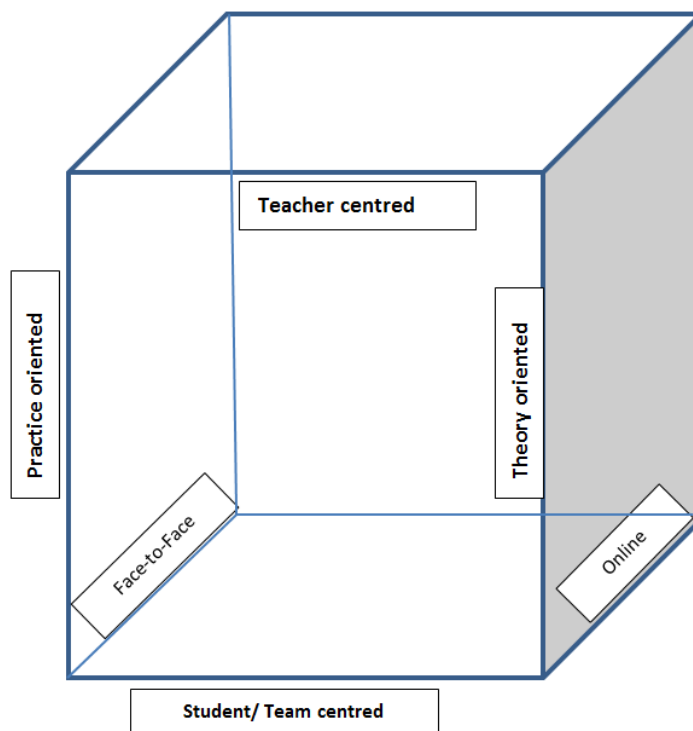 Teacher centred
Practice oriented
Theory oriented
Face-to-Face
Online
Student/ Team centred